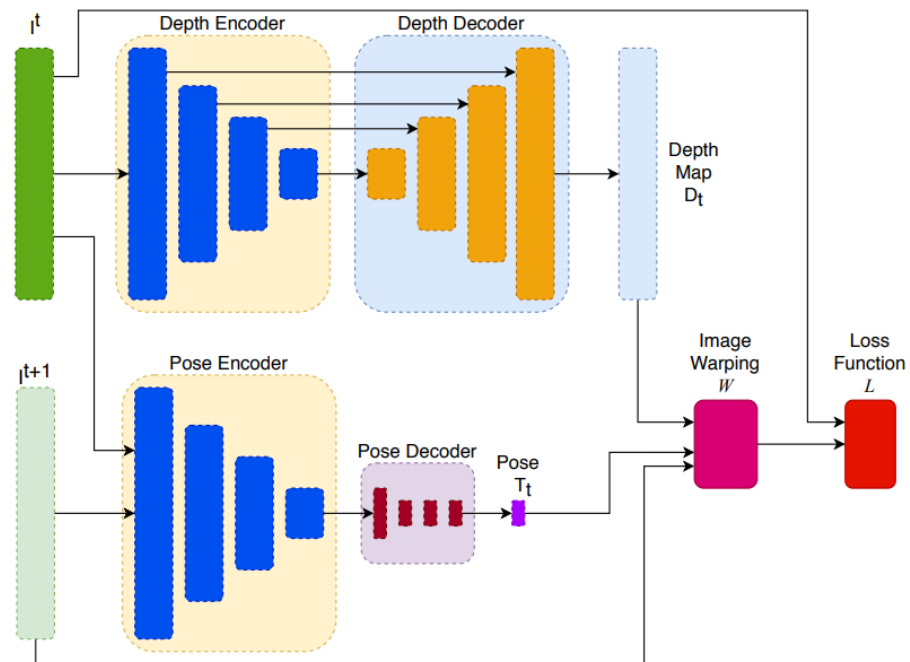 I^t
Depth Encoder
Depth Decoder
Depth
Map
D_t
I^t+1
Pose Encoder
Pose Decoder
Pose
T_t
Image
Warping
W
Loss
Function
L